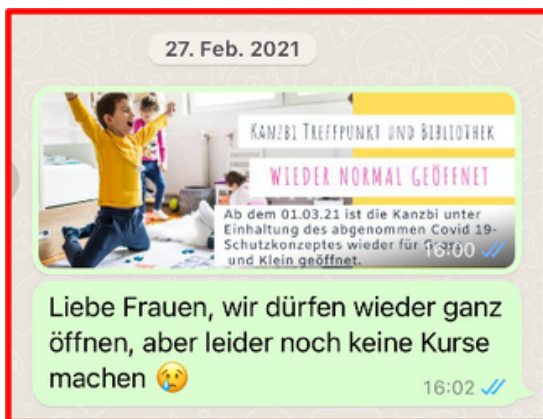 27. Feb. 2021
KANZBI TREFFPUNKT UND BIBLIOTHEK
WIEDER NORMAL GEÖFFNET
Ab dem 01.03.21 ist die Kanzbi unter
Einhaltung des abgenommen Covid 19-
Schutzkonzeptes wieder für
und Klein geöffnet.
16:00
Liebe Frauen, wir dürfen wieder ganz
öffnen, aber leider noch keine Kurse
machen 😢
16:02